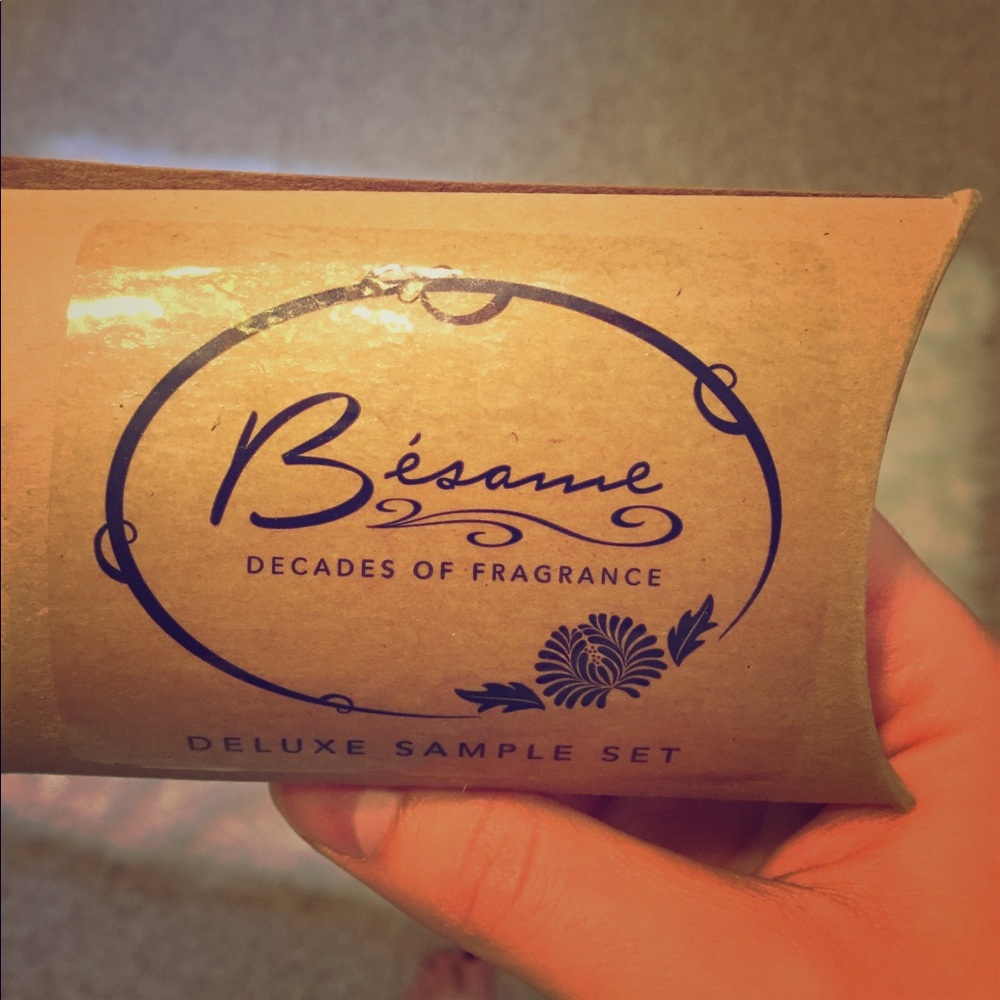 Bésame
DECADES OF FRAGRANCE
DELUXE SAMPLE SET